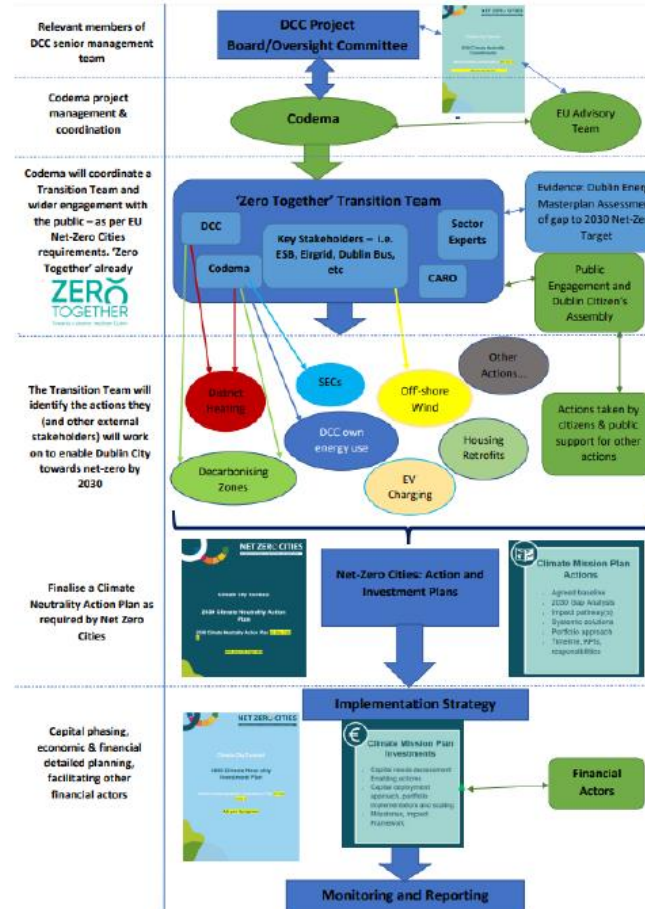 Relevant members of
DCC senior management
team
DCC Project
Board/Oversight Committee
NET ZERO CITIES
Codema project
management &
coordination
Codema
EU Advisory
Team
Codema will coordinate a
Transition Team and
wider engagement with
the public – as per EU
Net-Zero Cities
requirements. 'Zero
Together' already
ZERO
TOGETHER
'Zero Together' Transition Team
DCC
Codema
Key Stakeholders – i.e.
ESB, Eirgrid, Dublin Bus,
etc
Sector
Experts
CARO
Evidence: Dublin Energ
Masterplan Assessmen
of gap to 2030 Net-Zer
Target
Public
Engagement and
Dublin Citizen's
Assembly
The Transition Team will
identify the actions they
(and other external
stakeholders) will work
on to enable Dublin City
towards net-zero by
2030
District
Heating
SECs
Off-shore
Wind
Other
Actions...
DCC own
energy use
Housing
Retrofits
Decarbonising
Zones
EV
Charging
Actions taken by
citizens & public
support for other
actions
Finalise a Climate
Neutrality Action Plan as
required by Net Zero
Cities
NET ZERO CITIES
2030 Climate Neutrality Action
Plan
2030 Climate Neutrality Action Plan
Net-Zero Cities: Action and
Investment Plans
Climate Mission Plan
Actions
Agreed baseline
2030 Gap Analysis
Impact pathway(s)
Systemic solutions
Portfolio approach
Timeline, KPIs,
responsibilities
Capital phasing,
economic & financial
detailed planning,
facilitating other
financial actors
Implementation Strategy
NET ZERO CITIES
Investment Plan
€
Climate Mission Plan
Investments
Capital needs assessment
Enabling actions
Capital deployment
approach, portfolio
implementation and scaling
Milestones, Impact
Framework
Financial
Actors
Monitoring and Reporting